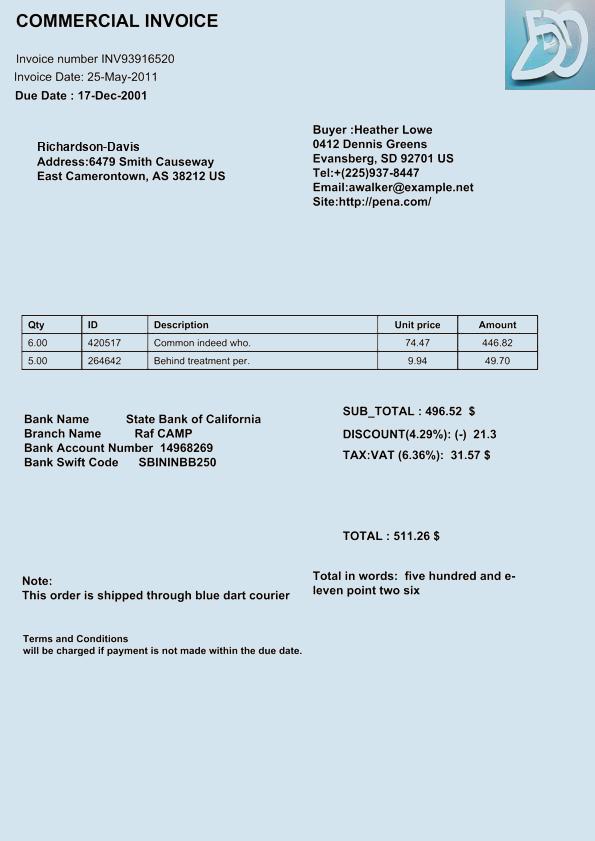 COMMERCIAL INVOICE
Invoice number INV93916520
Invoice Date: 25-May-2011
Due Date : 17-Dec-2001
Richardson-Davis
Address:6479 Smith Causeway
East Camerontown, AS 38212 US
Buyer :Heather Lowe
0412 Dennis Greens
Evansberg, SD 92701 US
Tel:+(225)937-8447
Email:awalker@example.net
Site:http://pena.com/
Qty ID Description Unit price Amount
6.00 420517 Common indeed who. 74.47 446.82
5.00 264642 Behind treatment per. 9.94 49.70
Bank Name State Bank of California
Branch Name Raf CAMP
Bank Account Number 14968269
Bank Swift Code SBININBB250
SUB_TOTAL : 496.52 $
DISCOUNT(4.29%): (-) 21.3
TAX:VAT (6.36%): 31.57 $
TOTAL : 511.26 $
Total in words: five hundred and e-
leven point two six
Note:
This order is shipped through blue dart courier
Terms and Conditions
will be charged if payment is not made within the due date.